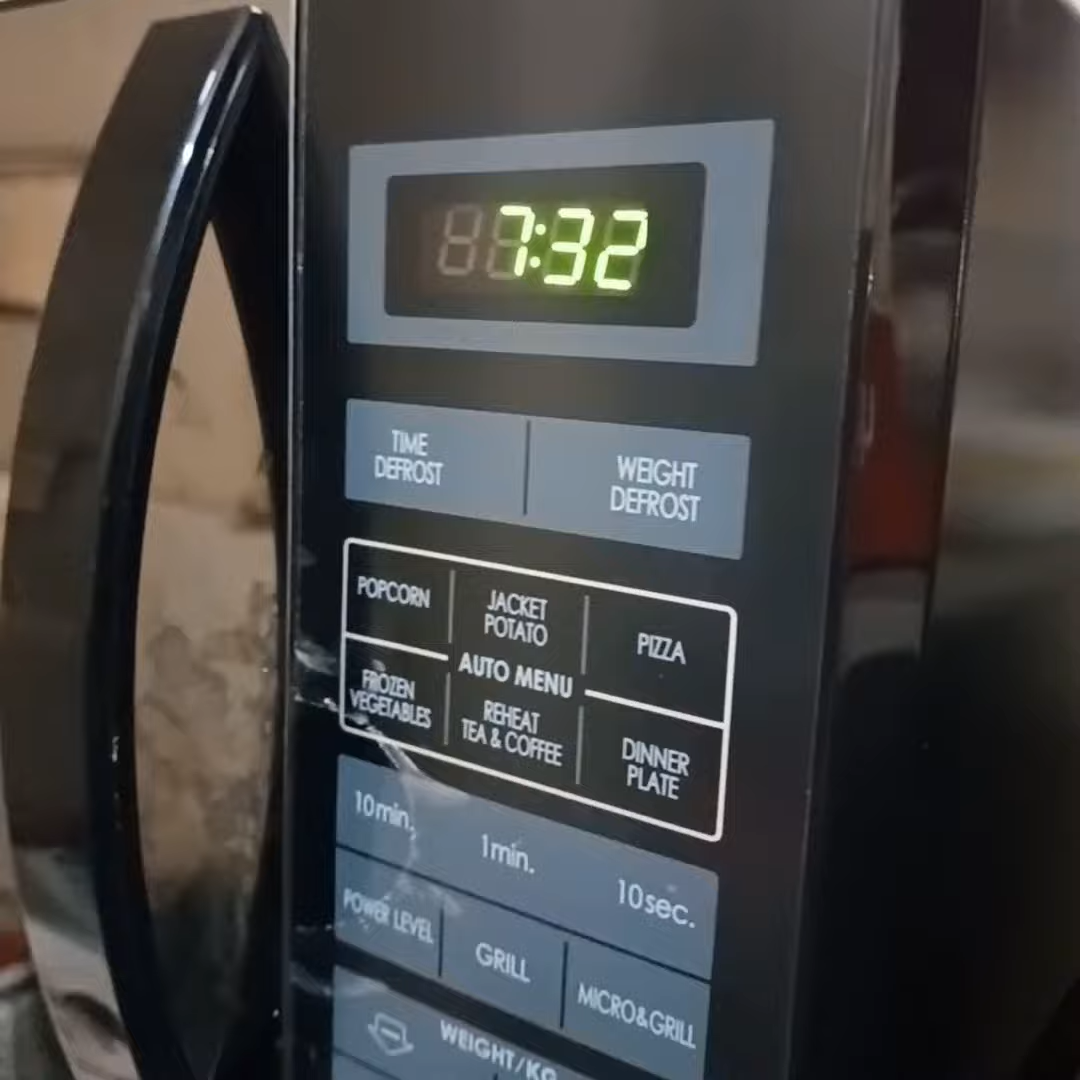 7:32
TIME
DEFROST
WEIGHT
DEFROST
POPCORN
JACKET
POTATO
PIZZA
AUTO MENU
FROZEN
VEGETABLES
REHEAT
TEA & COFFEE
DINNER
PLATE
10min.
1min.
10sec.
POWER LEVEL
GRILL
MICRO&GRILL
WEIGHT/KG